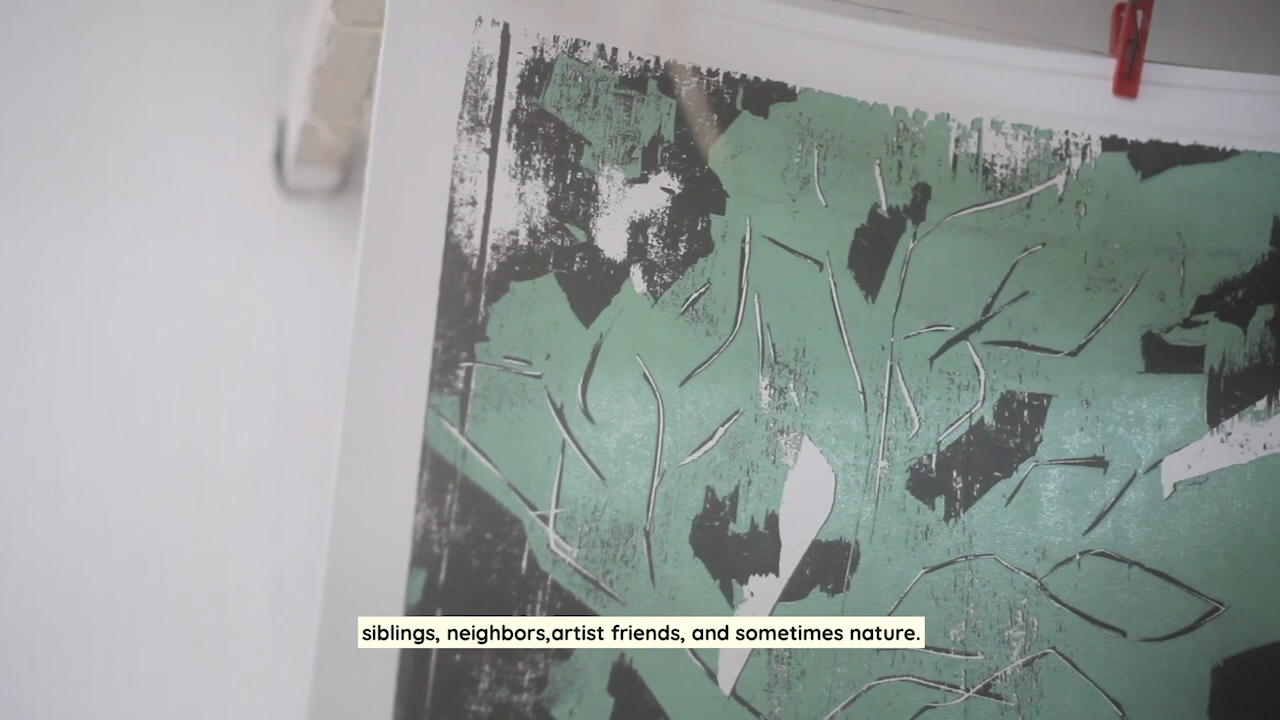 siblings, neighbors,artist friends, and sometimes nature.